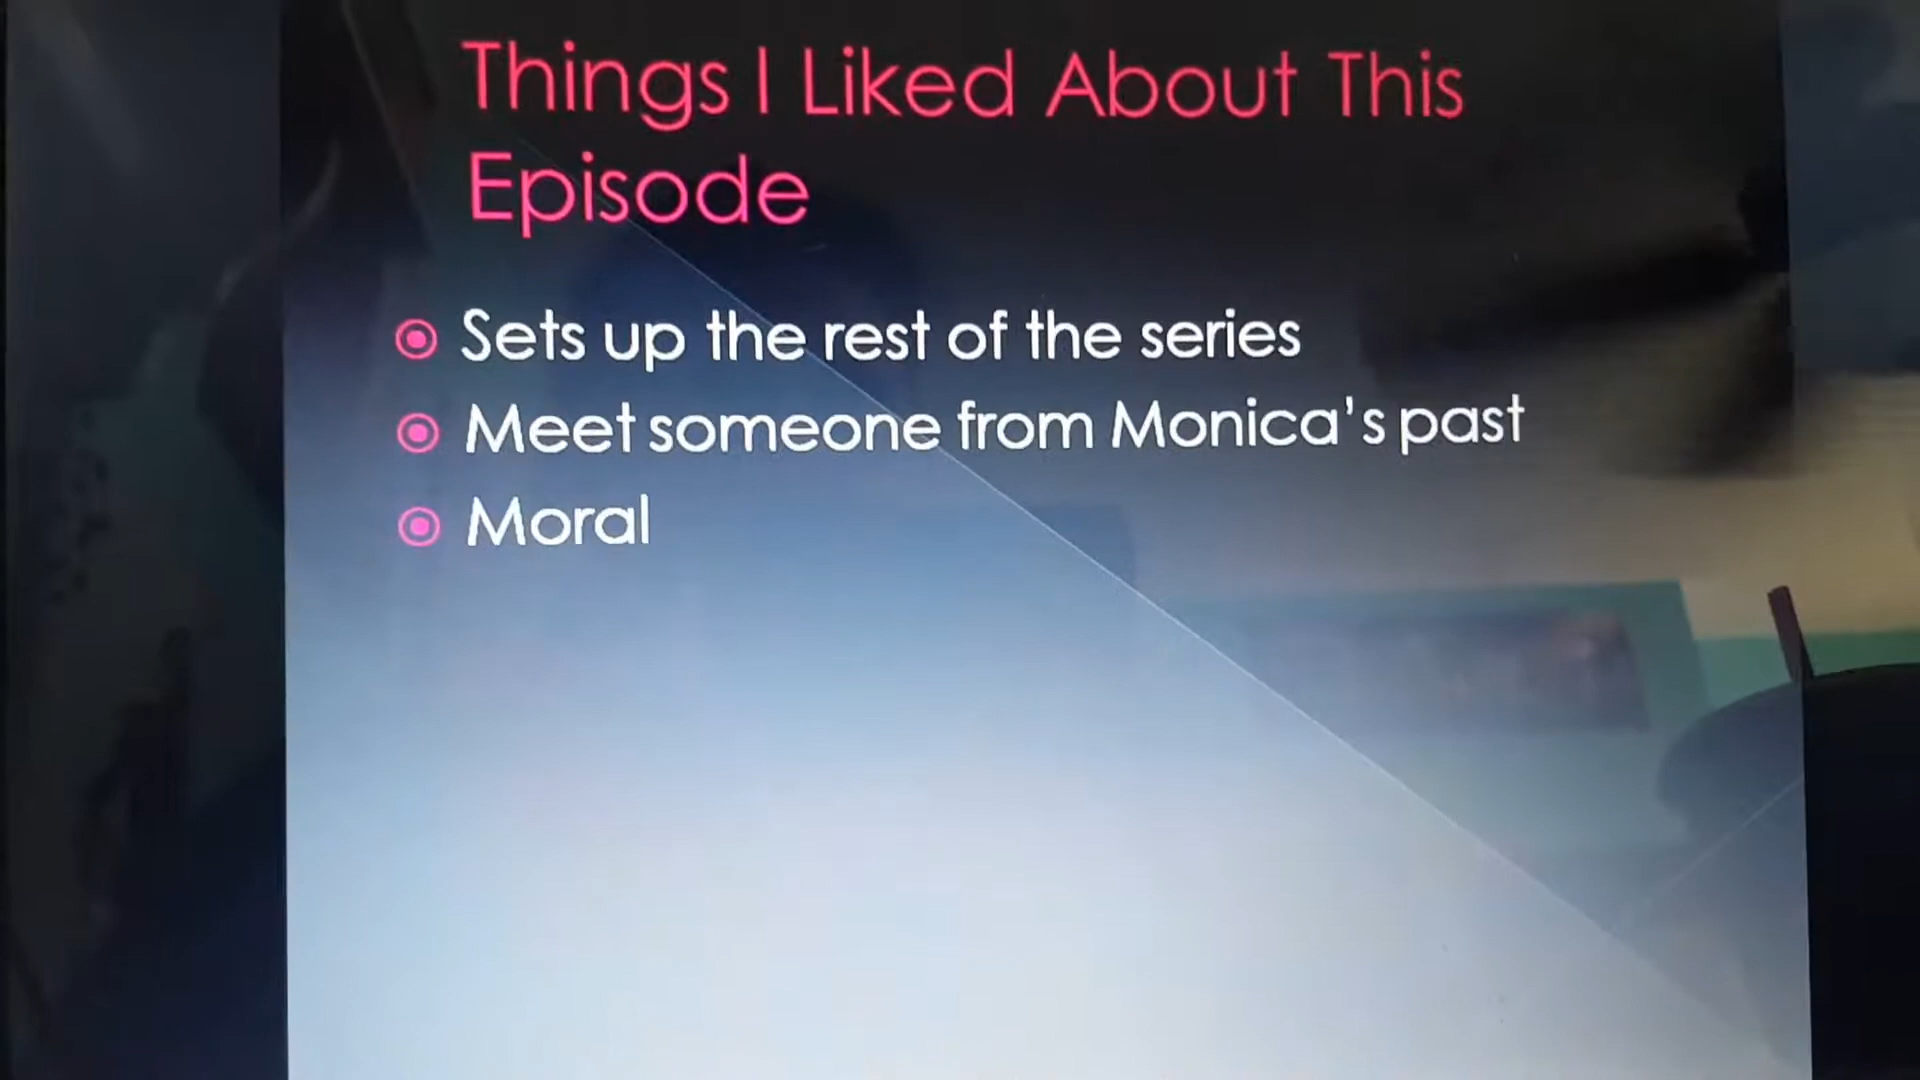 Things I Liked About This
Episode
Sets up the rest of the series
Meet someone from Monica's past
Moral